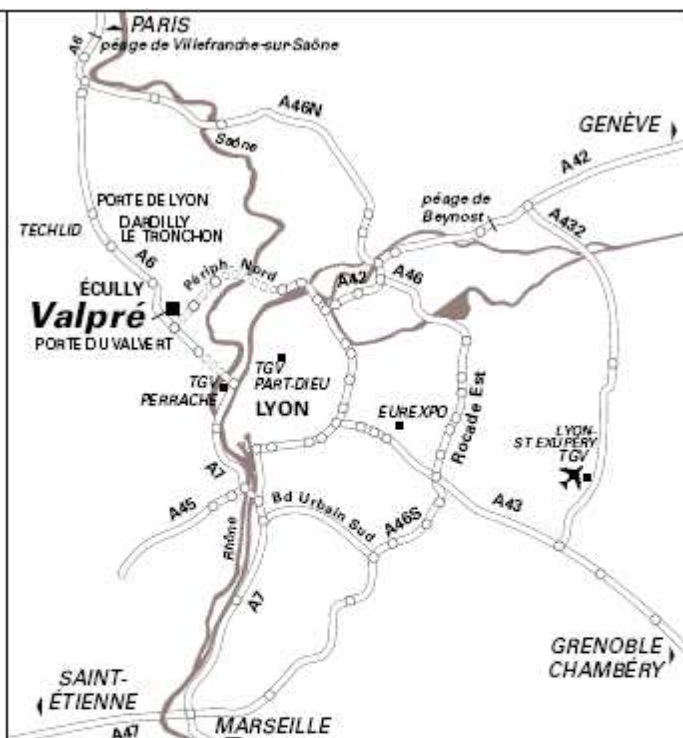 PARIS
A6
péage de Villefranche-sur-Saône
A46N
GENÈVE
Saône
A42
péage de
Beynost
PORTE DE LYON
A432
TECHLID
DARDILLY
LE TRONCHON
A6
Périph. Nord
A42
A46
ÉCULLY
Valpré
PORTE DU VALVERT
TGV
PART-DIEU
TGV
PERRACHE
LYON
EUREXPO
Rocade Est
LYON-
ST EXUPÉRY
TGV
A7
A45
Bd Urbain Sud
A46S
A43
Rhône
A7
GRENOBLE
CHAMBÉRY
SAINT-
ÉTIENNE
A47
MARSEILLE